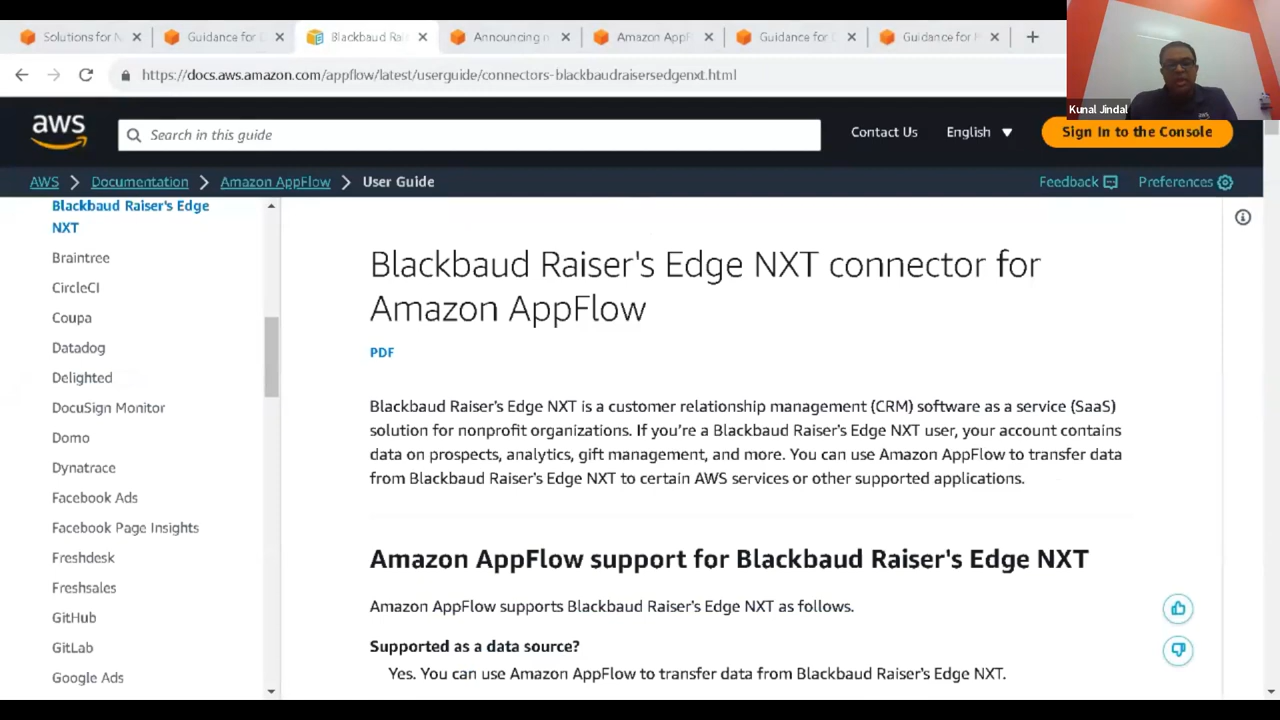 Solutions for N
Guidance for
Blackbaud Rai
Announcing n
Amazon AppF
Guidance for
Guidance for
https://docs.aws.amazon.com/appflow/latest/userguide/connectors-blackbaudraisersedgenxt.html
Kunal Jindal
aws
Search in this guide
Contact Us
English
Sign In to the Console
AWS > Documentation > Amazon AppFlow > User Guide
Feedback
Preferences
Blackbaud Raiser's Edge
NXT
Braintree
CircleCI
Coupa
Datadog
Delighted
DocuSign Monitor
Domo
Dynatrace
Facebook Ads
Facebook Page Insights
Freshdesk
Freshsales
GitHub
GitLab
Google Ads
Blackbaud Raiser's Edge NXT connector for
Amazon AppFlow
PDF
Blackbaud Raiser's Edge NXT is a customer relationship management (CRM) software as a service (SaaS)
solution for nonprofit organizations. If you're a Blackbaud Raiser's Edge NXT user, your account contains
data on prospects, analytics, gift management, and more. You can use Amazon AppFlow to transfer data
from Blackbaud Raiser's Edge NXT to certain AWS services or other supported applications.
Amazon AppFlow support for Blackbaud Raiser's Edge NXT
Amazon AppFlow supports Blackbaud Raiser's Edge NXT as follows.
Supported as a data source?
Yes. You can use Amazon AppFlow to transfer data from Blackbaud Raiser's Edge NXT.